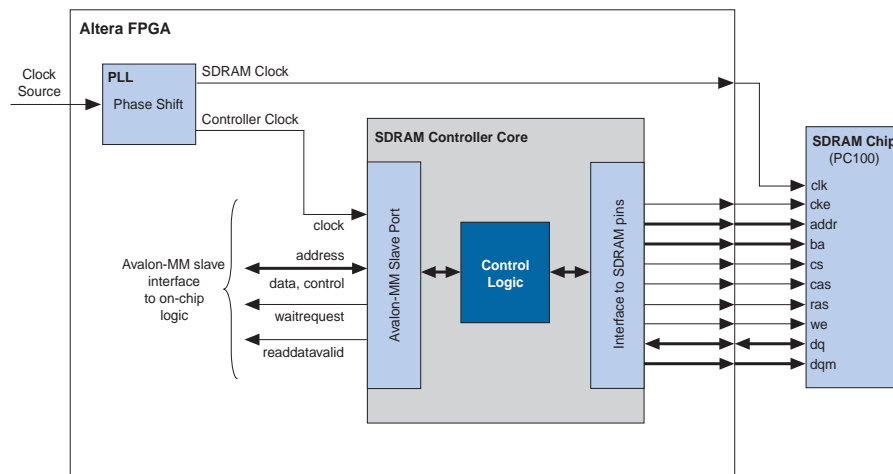 Altera FPGA
Clock
Source
PLL
Phase Shift
SDRAM Clock
Controller Clock
SDRAM Controller Core
Avalon-MM Slave Port
Control
Logic
Interface to SDRAM pins
clock
address
data, control
waitrequest
readdatavalid
Avalon-MM slave
interface
to on-chip
logic
SDRAM Chip
(PC100)
clk
cke
addr
ba
cs
cas
ras
we
dq
dqm